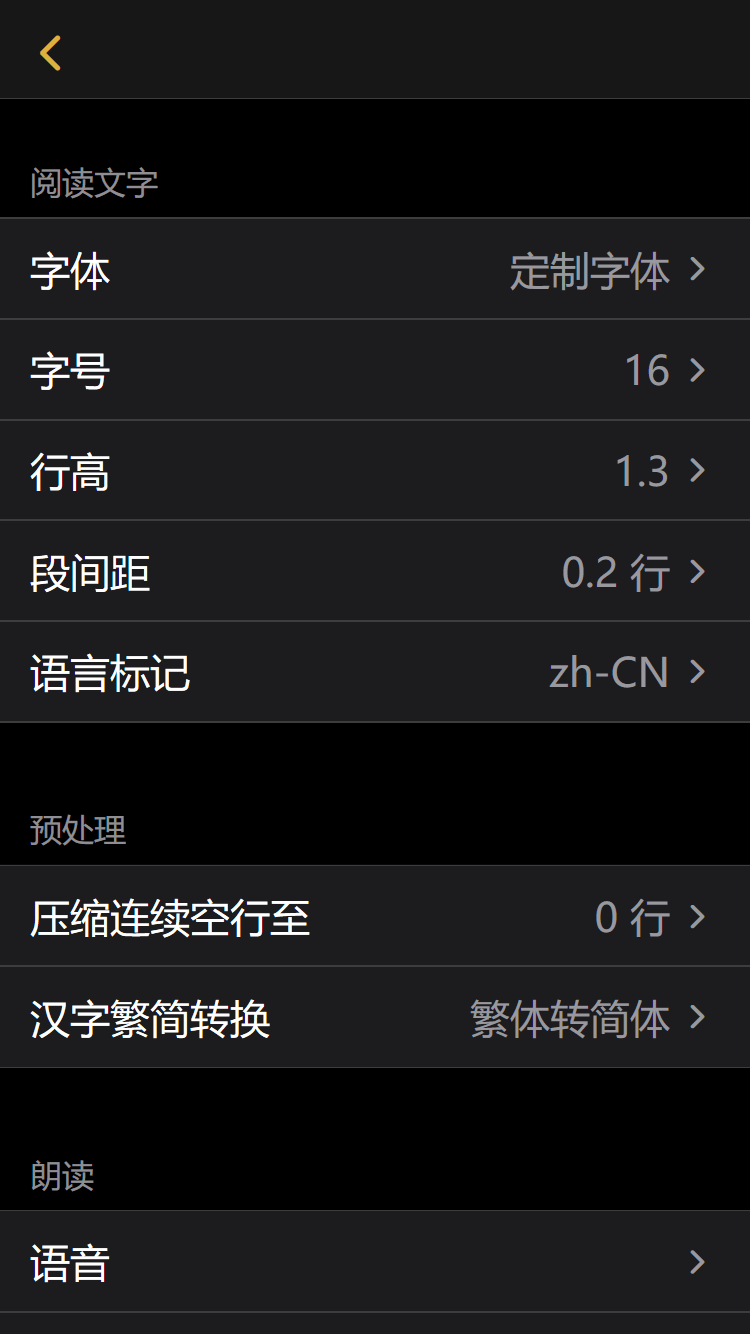 阅读文字
字体 定制字体
字号 16
行高 1.3
段间距 0.2 行
语言标记 zh-CN
预处理
压缩连续空行至 0 行
汉字繁简转换 繁体转简体
朗读
语音